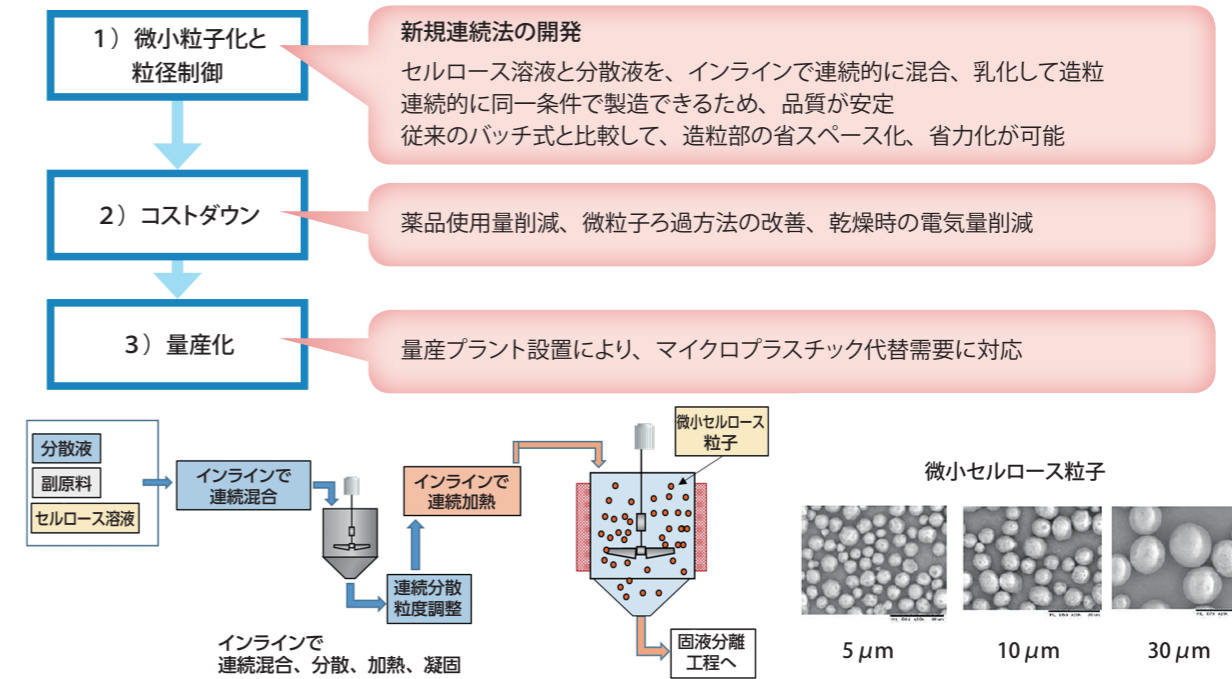 1）微小粒子化と
粒径制御
新規連続法の開発
セルロース溶液と分散液を、インラインで連続的に混合、乳化して造粒
連続的に同一条件で製造できるため、品質が安定
従来のバッチ式と比較して、造粒部の省スペース化、省力化が可能
2）コストダウン
薬品使用量削減、微粒子ろ過方法の改善、乾燥時の電気量削減
3）量産化
量産プラント設置により、マイクロプラスチック代替需要に対応
分散液
副原料
セルロース溶液
インラインで
連続混合
連続分散
粒度調整
インラインで
連続加熱
微小セルロース
粒子
固液分離
工程へ
インラインで
連続混合、分散、加熱、凝固
微小セルロース粒子
5 μm
10 μm
30 μm